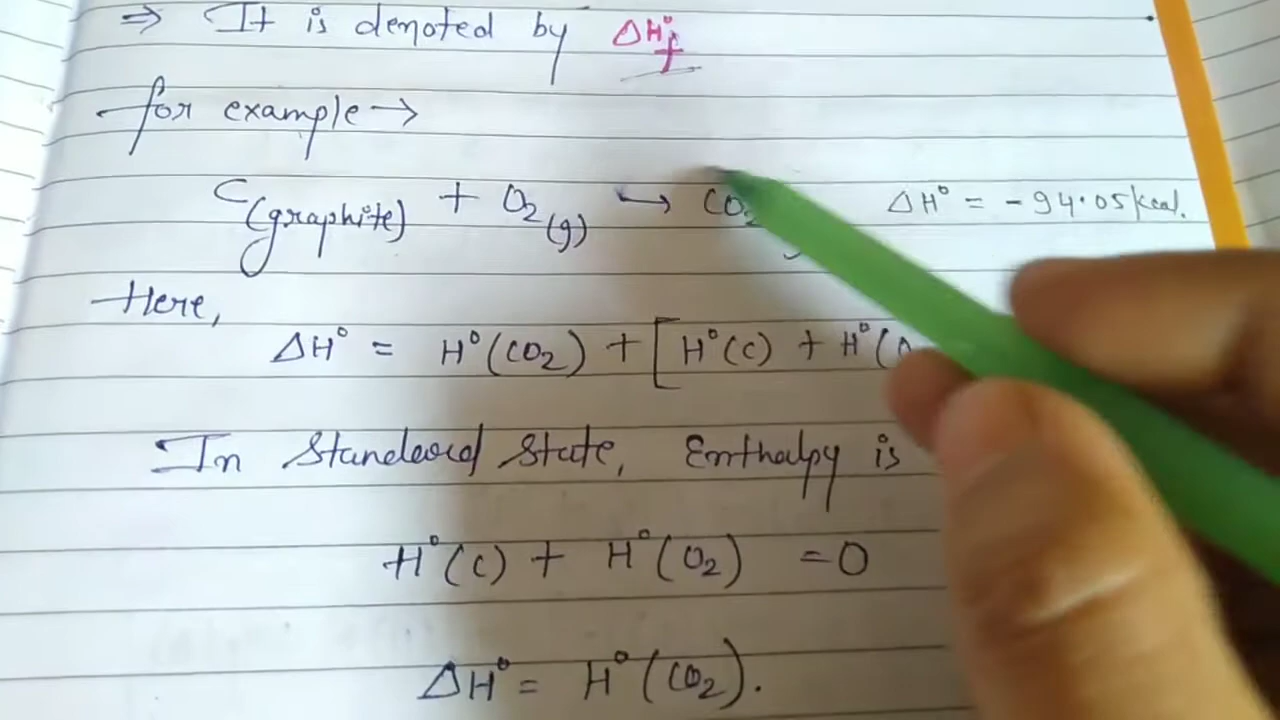 ⇒ It is denoted by ΔH°f
for example →
C(graphite) + O₂(g) → CO₂ ΔH° = -94.05 kcal.
Here,
ΔH° = H°(CO₂) + [H°(C) + H°(
In Standard State, Enthalpy is
H°(C) + H°(O₂) = 0
ΔH° = H°(CO₂).